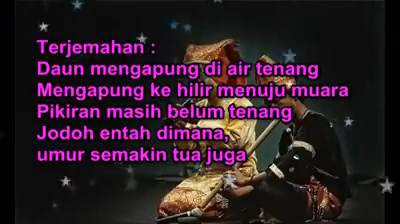 Terjemahan :
Daun mengapung di air tenang
Mengapung ke hilir menuju muara
Pikiran masih belum tenang
Jodoh entah dimana,
umur semakin tua juga